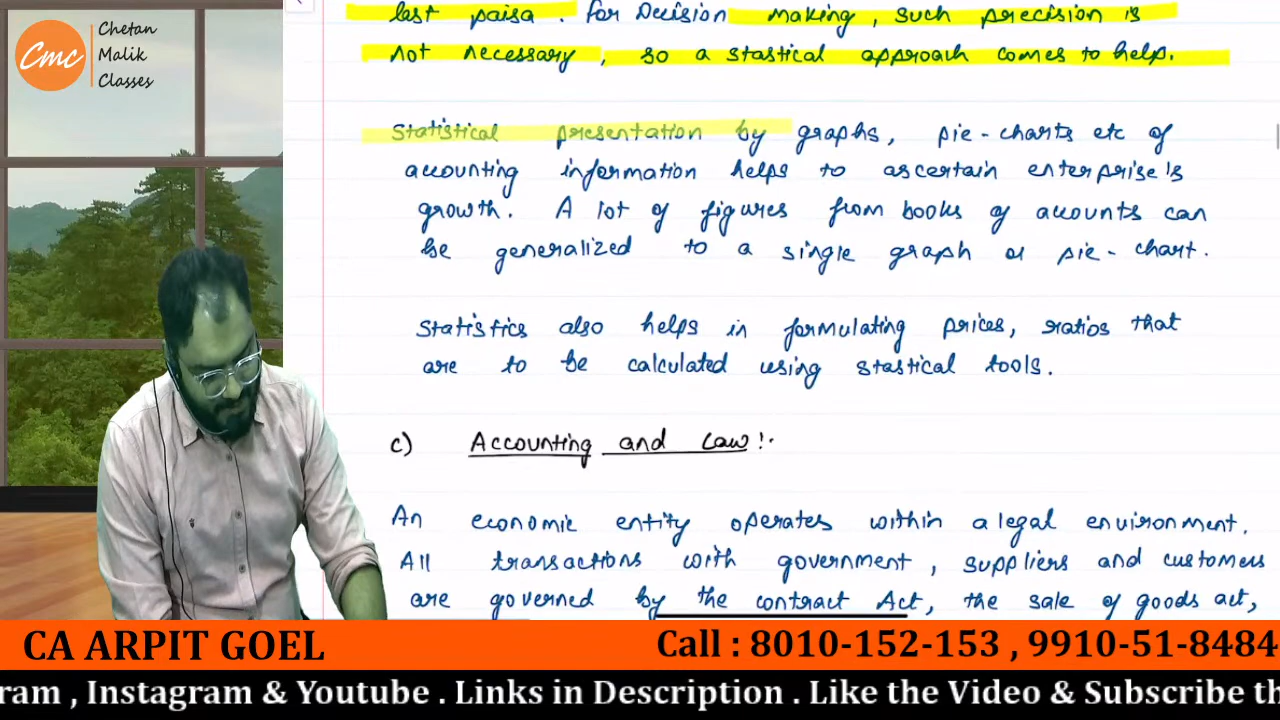 cmc
Chetan
Malik
Classes
last paisa. for Decision making, such precision is
not necessary, so a stastical approach comes to help.
Statistical presentation by graphs, pie-charts etc of
accounting information helps to ascertain enterprise's
growth. A lot of figures from books of accounts can
be generalized to a single graph or pie-chart.
Statistics also helps in formulating prices, ratios that
are to be calculated using stastical tools.
c) Accounting and Law:-
An economic entity operates within a legal environment.
All transactions with government, suppliers and customers
are governed by the contract Act, the sale of goods act,
CA ARPIT GOEL
Call : 8010-152-153 , 9910-51-8484
ram , Instagram & Youtube . Links in Description . Like the Video & Subscribe th